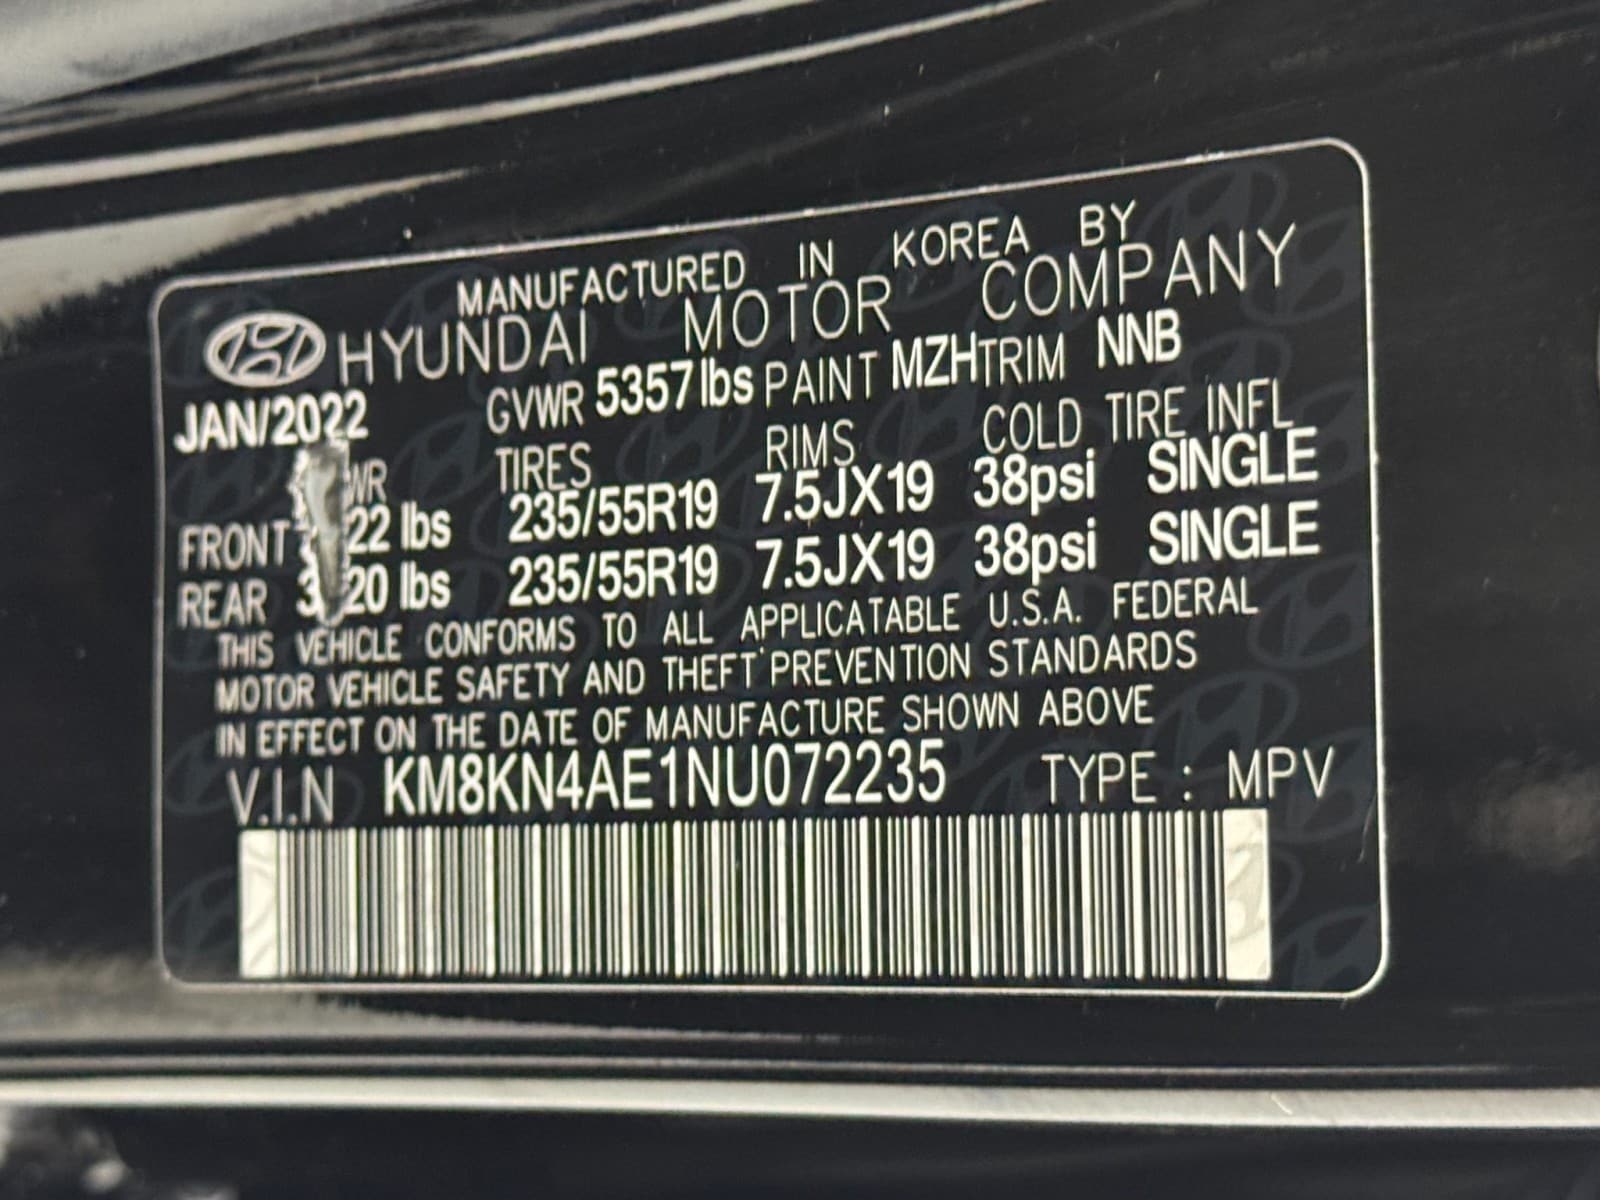 MANUFACTURED IN KOREA BY
HYUNDAI MOTOR COMPANY
JAN/2022 GVWR 5357lbs PAINT MZH TRIM NNB
TIRES RIMS COLD TIRE INFL
FRONT lbs 235/55R19 7.5JX19 38psi SINGLE
REAR lbs 235/55R19 7.5JX19 38psi SINGLE
THIS VEHICLE CONFORMS TO ALL APPLICATABLE U.S.A. FEDERAL
MOTOR VEHICLE SAFETY AND THEFT PREVENTION STANDARDS
IN EFFECT ON THE DATE OF MANUFACTURE SHOWN ABOVE
V.I.N KM8KN4AE1NU072235 TYPE : MPV